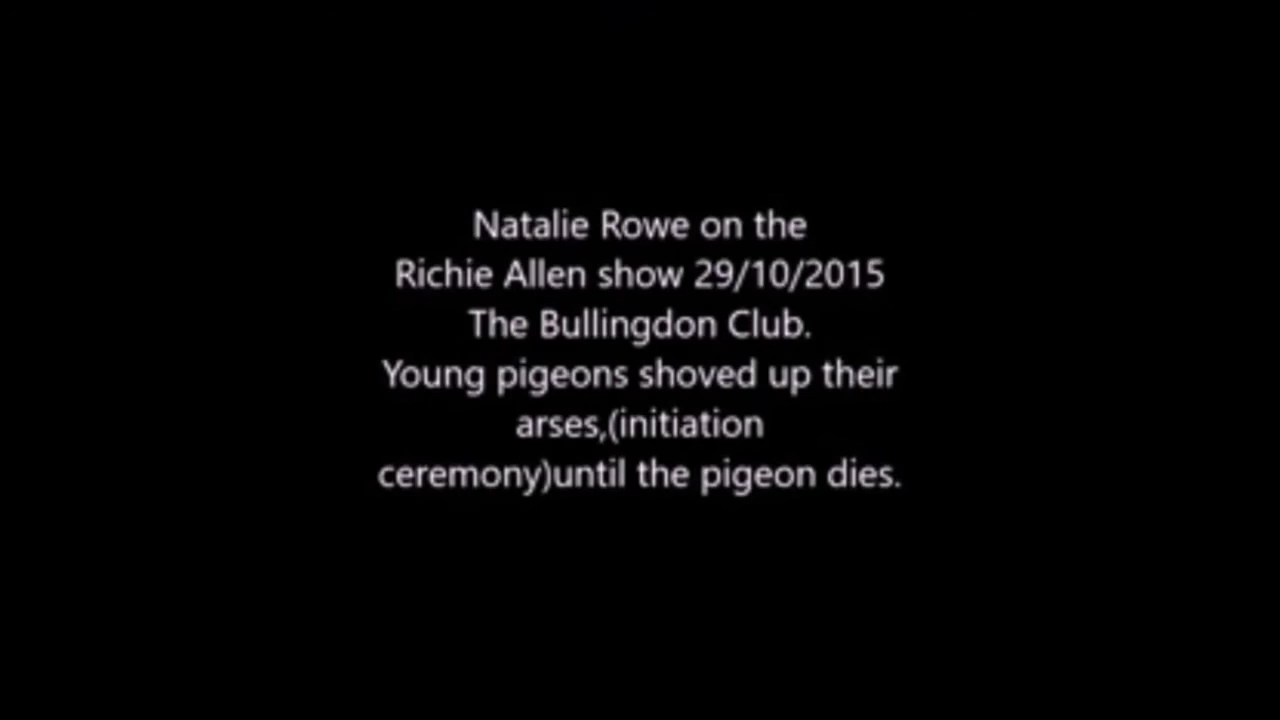 Natalie Rowe on the
Richie Allen show 29/10/2015
The Bullingdon Club.
Young pigeons shoved up their
arses,(initiation
ceremony)until the pigeon dies.